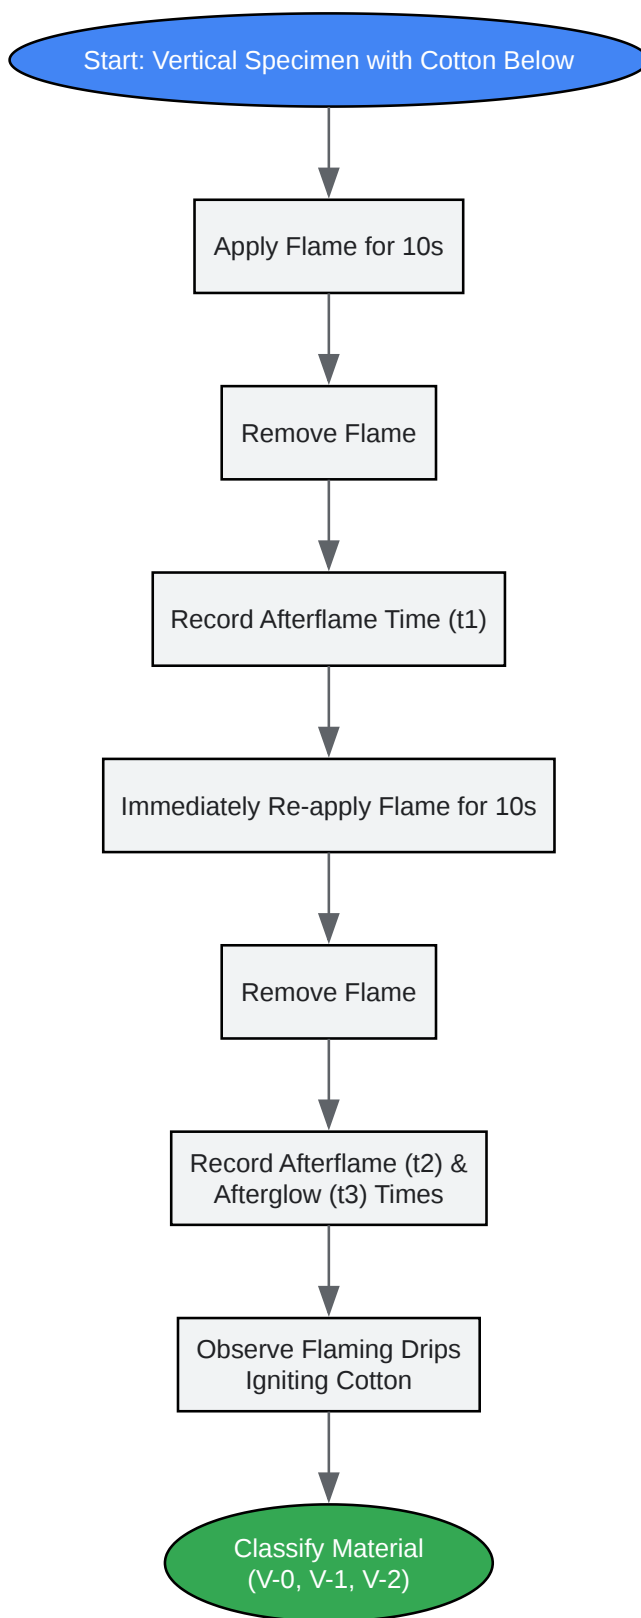 Start: Vertical Specimen with Cotton Below
Apply Flame for 10s
Remove Flame
Record Afterflame Time (t1)
Immediately Re-apply Flame for 10s
Remove Flame
Record Afterflame (t2) &
Afterglow (t3) Times
Observe Flaming Drips
Igniting Cotton
Classify Material
(V-0, V-1, V-2)